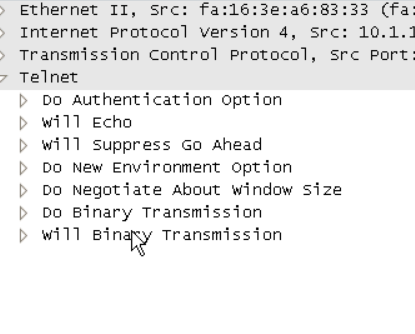 Ethernet II, Src: fa:16:3e:a6:83:33 (fa:
Internet Protocol Version 4, Src: 10.1.1
Transmission Control Protocol, Src Port:
Telnet
Do Authentication Option
Will Echo
Will Suppress Go Ahead
Do New Environment Option
Do Negotiate About Window Size
Do Binary Transmission
Will Binary Transmission